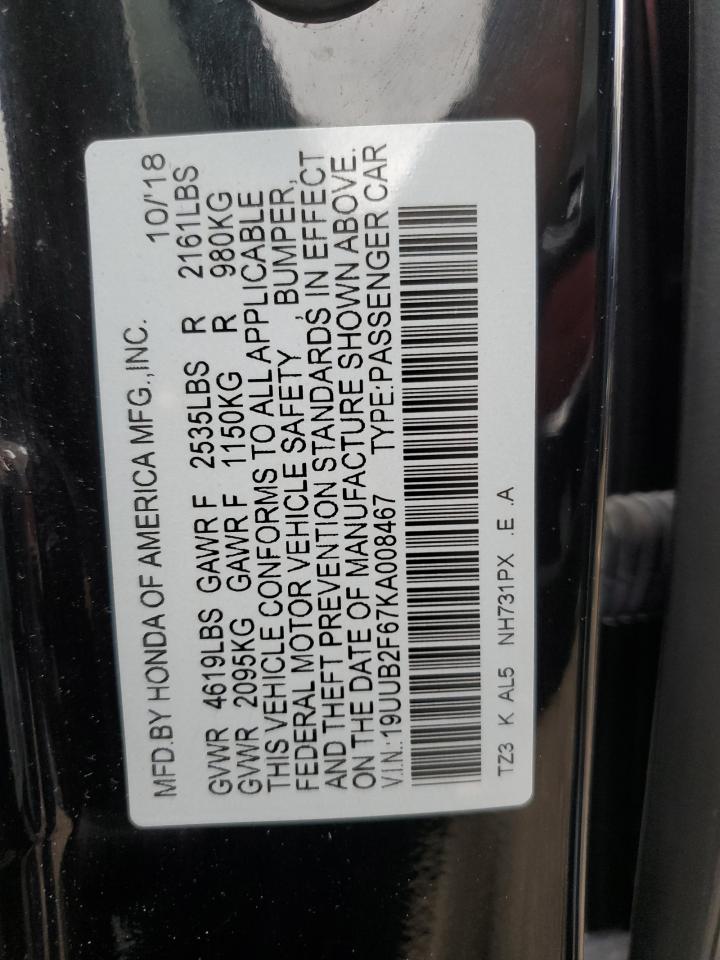 MFD.BY HONDA OF AMERICA MFG.,INC. 10/'18
GVWR 4619LBS GAWR F 2535LBS R 2161LBS
GVWR 2095KG GAWR F 1150KG R 980KG
THIS VEHICLE CONFORMS TO ALL APPLICABLE
FEDERAL MOTOR VEHICLE SAFETY , BUMPER,
AND THEFT PREVENTION STANDARDS IN EFFECT
ON THE DATE OF MANUFACTURE SHOWN ABOVE.
V.I.N.: 19UUB2F67KA008467 TYPE:PASSENGER CAR
TZ3 K AL5 NH731PX .E .A